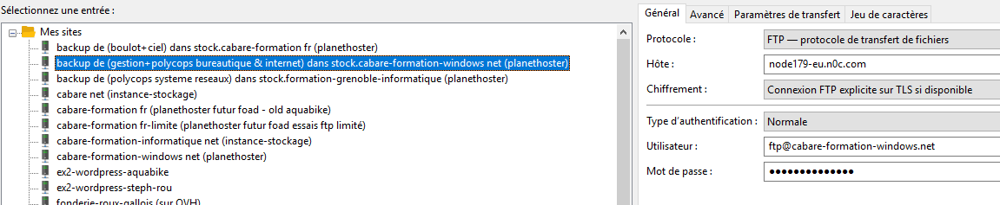 Sélectionnez une entrée :
Mes sites
backup de (boulot+ciel) dans stock.cabare-formation fr (planethoster)
backup de (gestion+polycops bureautique & internet) dans stock.cabare-formation-windows net (planethoster)
backup de (polycops systeme reseaux) dans stock.formation-grenoble-informatique (planethoster)
cabare net (instance-stockage)
cabare-formation fr (planethoster futur foad - old aquabike)
cabare-formation fr-limite (planethoster futur foad essais ftp limité)
cabare-formation-informatique net (instance-stockage)
cabare-formation-windows net (planethoster)
ex2-wordpress-aquabike
ex2-wordpress-steph-rou
fonderie-roux-gallois (sur OVH)
Général Avancé Paramètres de transfert Jeu de caractères
Protocole : FTP — protocole de transfert de fichiers
Hôte : node179-eu.n0c.com
Chiffrement : Connexion FTP explicite sur TLS si disponible
Type d'authentification : Normale
Utilisateur : ftp@cabare-formation-windows.net
Mot de passe : ●●●●●●●●●●●●●●